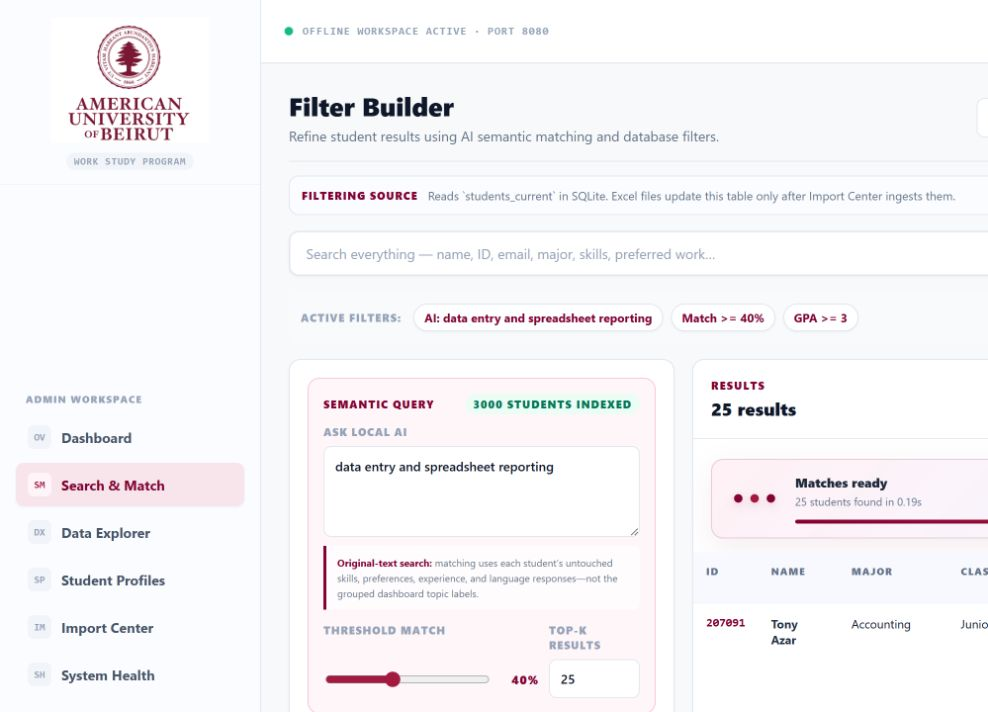 AMERICAN
UNIVERSITY
OF BEIRUT
WORK STUDY PROGRAM
ADMIN WORKSPACE
OV Dashboard
SM Search & Match
DX Data Explorer
SP Student Profiles
IM Import Center
SH System Health
OFFLINE WORKSPACE ACTIVE · PORT 8080
Filter Builder
Refine student results using AI semantic matching and database filters.
FILTERING SOURCE Reads `students_current` in SQLite. Excel files update this table only after Import Center ingests them.
Search everything — name, ID, email, major, skills, preferred work...
ACTIVE FILTERS: AI: data entry and spreadsheet reporting Match >= 40% GPA >= 3
SEMANTIC QUERY 3000 STUDENTS INDEXED
ASK LOCAL AI
data entry and spreadsheet reporting
Original-text search: matching uses each student's untouched
skills, preferences, experience, and language responses—not the
grouped dashboard topic labels.
THRESHOLD MATCH
TOP-K
RESULTS
40% 25
RESULTS
25 results
Matches ready
25 students found in 0.19s
ID NAME MAJOR CLAS
207091 Tony Accounting Junio
Azar